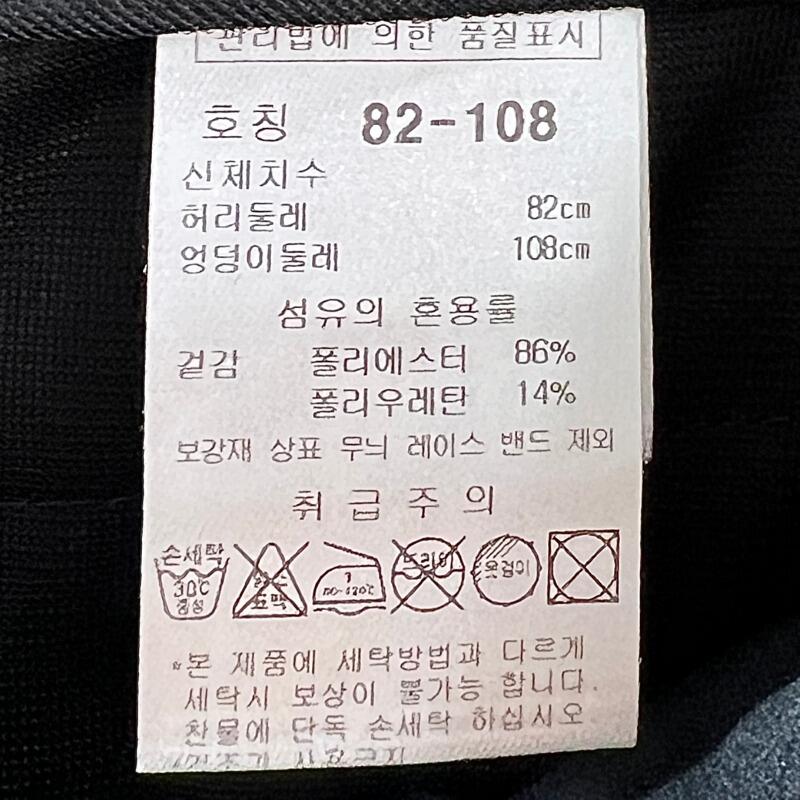 관리법에 의한 품질표시
호칭 82-108
신체치수
허리둘레 82cm
엉덩이둘레 108cm
섬유의 혼용률
겉감 폴리에스터 86%
폴리우레탄 14%
보강재 상표 무늬 레이스 밴드 제외
취급주의
손세탁
30℃
중성
드라이
옷걸이
*본 제품에 세탁방법과 다르게
세탁시 보상이 불가능 합니다.
찬물에 단독 손세탁 하십시오
사용금지